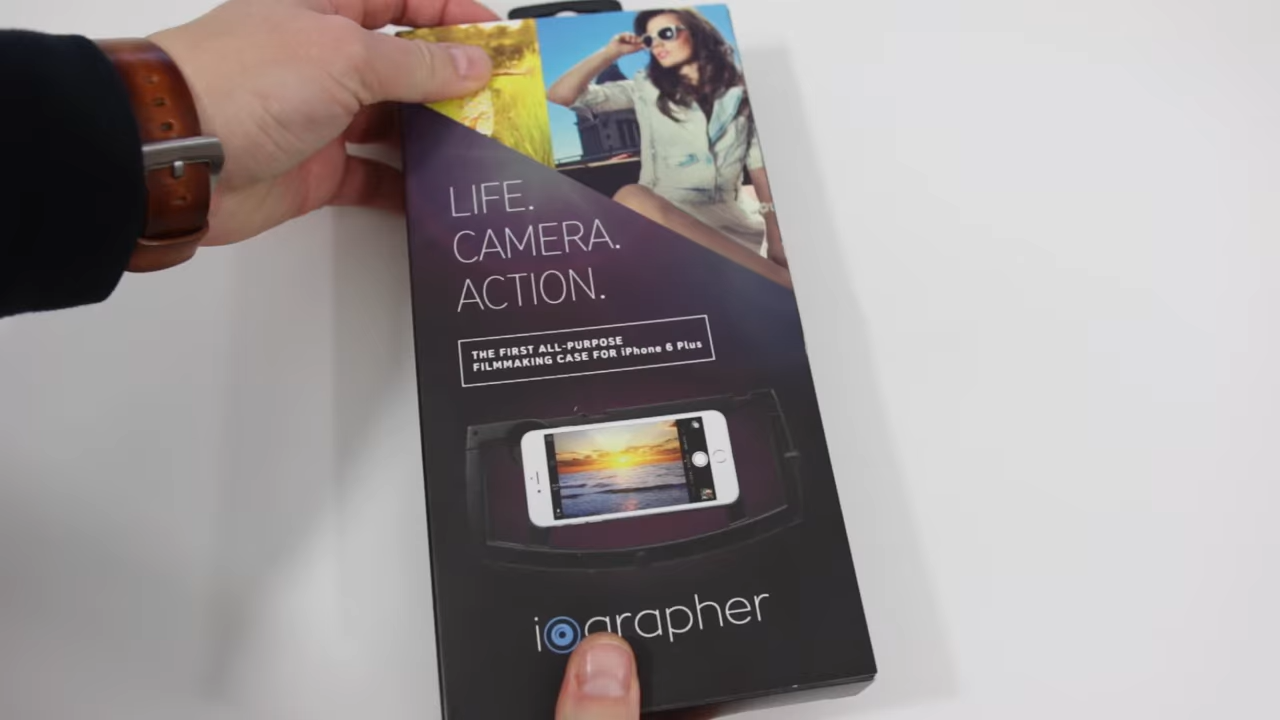 LIFE.
CAMERA.
ACTION.
THE FIRST ALL-PURPOSE
FILMMAKING CASE FOR iPhone 6 Plus
iographer